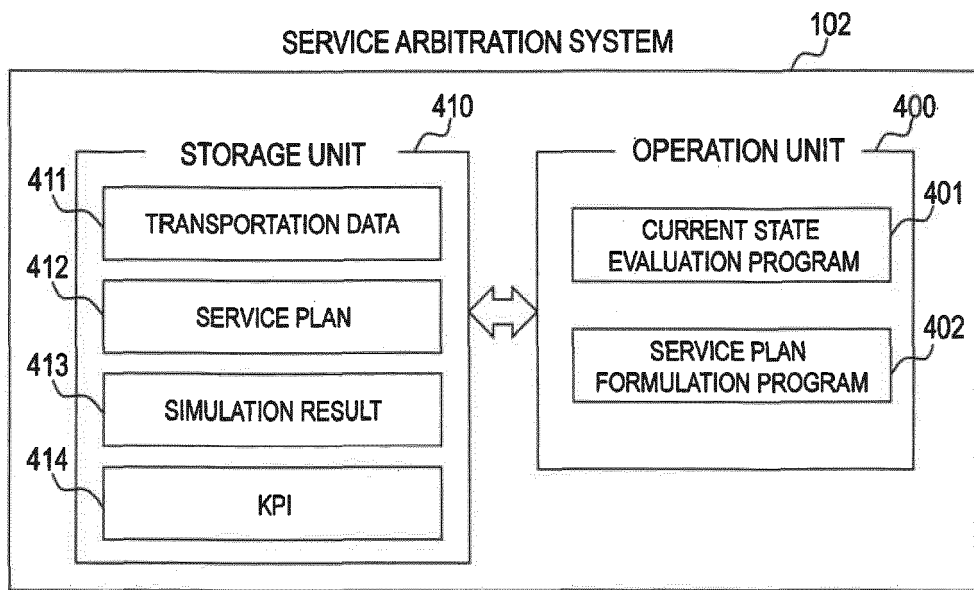 SERVICE ARBITRATION SYSTEM
102
410
STORAGE UNIT
411
TRANSPORTATION DATA
412
SERVICE PLAN
413
SIMULATION RESULT
414
KPI
400
OPERATION UNIT
401
CURRENT STATE
EVALUATION PROGRAM
402
SERVICE PLAN
FORMULATION PROGRAM